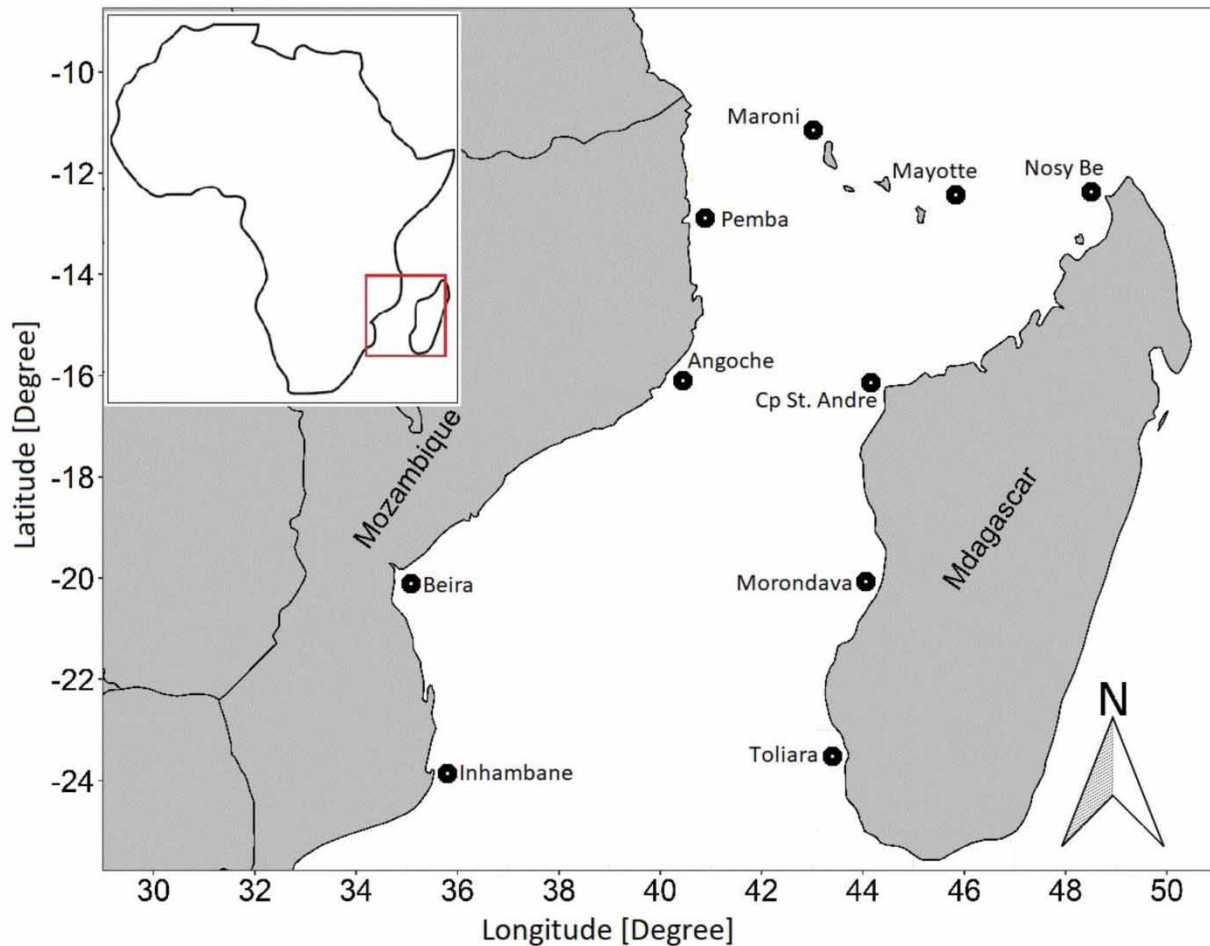 -10
-12
-14
-16
-18
-20
-22
-24
Latitude [Degree]
Maroni
Mayotte
Nosy Be
Pemba
Angoche
Cp St. Andre
Mozambique
Mdagascar
Beira
Morondava
Toliara
Inhambane
N
30 32 34 36 38 40 42 44 46 48 50
Longitude [Degree]